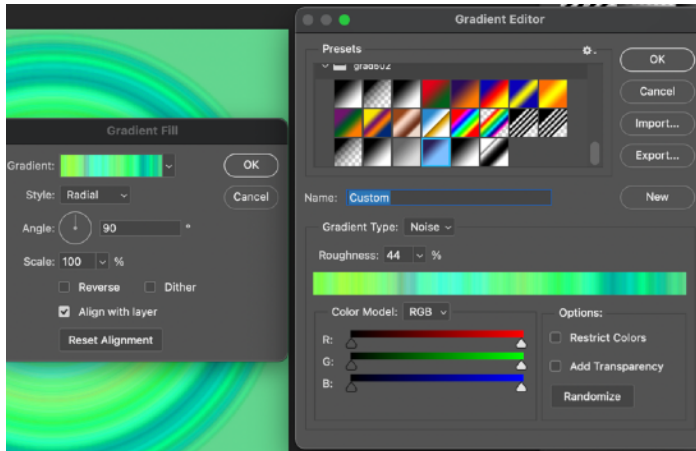 Gradient Editor
Presets
grads02
OK
Cancel
Import...
Export...
Name: Custom
New
Gradient Type: Noise
Roughness: 44 %
Color Model: RGB
R:
G:
B:
Options:
Restrict Colors
Add Transparency
Randomize
Gradient Fill
Gradient:
OK
Style: Radial
Cancel
Angle: 90 °
Scale: 100 %
Reverse
Dither
Align with layer
Reset Alignment